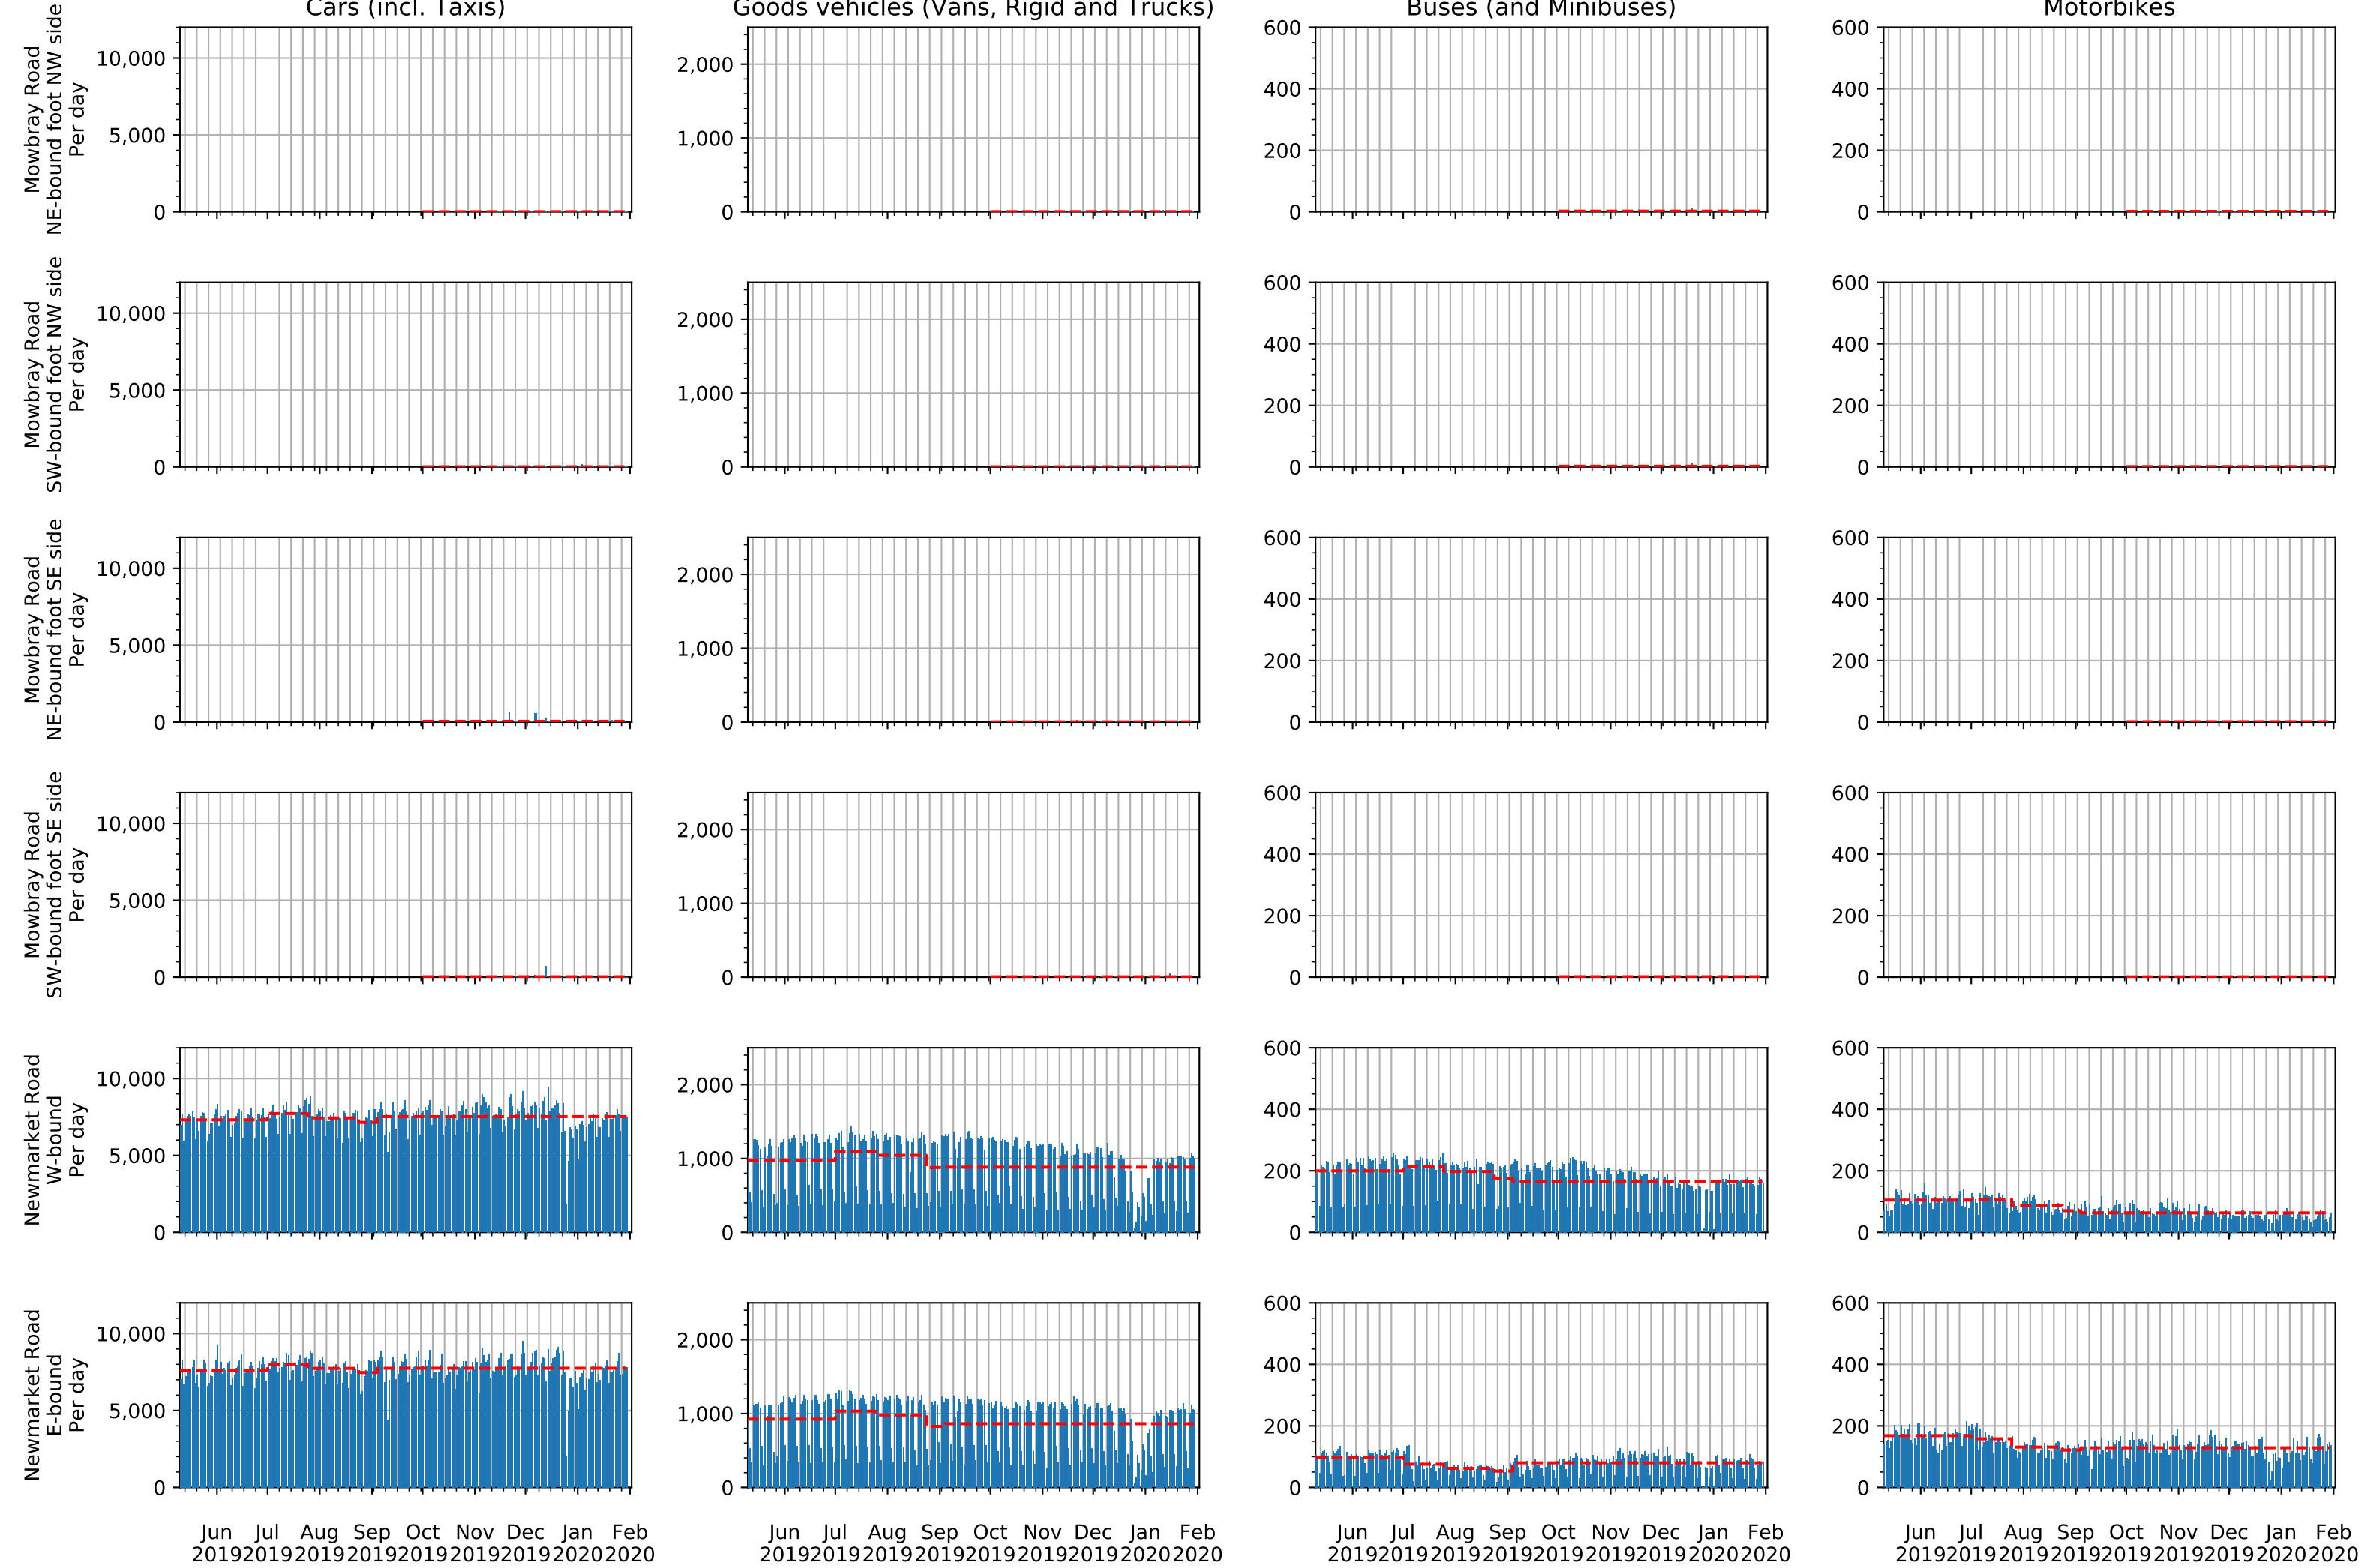 Cars (incl. Taxis)
Goods vehicles (Vans, Rigid and Trucks)
Buses (and Minibuses)
Motorbikes
Mowbray Road
NE-bound foot NW side
Per day
10,000
5,000
0
2,000
1,000
0
600
400
200
0
600
400
200
0
Mowbray Road
SW-bound foot NW side
Per day
10,000
5,000
0
2,000
1,000
0
600
400
200
0
600
400
200
0
Mowbray Road
NE-bound foot SE side
Per day
10,000
5,000
0
2,000
1,000
0
600
400
200
0
600
400
200
0
Mowbray Road
SW-bound foot SE side
Per day
10,000
5,000
0
2,000
1,000
0
600
400
200
0
600
400
200
0
Newmarket Road
W-bound
Per day
10,000
5,000
0
2,000
1,000
0
600
400
200
0
600
400
200
0
Newmarket Road
E-bound
Per day
10,000
5,000
0
2,000
1,000
0
600
400
200
0
600
400
200
0
Jun Jul Aug Sep Oct Nov Dec Jan Feb
2019 2019 2019 2019 2019 2019 2019 2020 2020
Jun Jul Aug Sep Oct Nov Dec Jan Feb
2019 2019 2019 2019 2019 2019 2019 2020 2020
Jun Jul Aug Sep Oct Nov Dec Jan Feb
2019 2019 2019 2019 2019 2019 2019 2020 2020
Jun Jul Aug Sep Oct Nov Dec Jan Feb
2019 2019 2019 2019 2019 2019 2019 2020 2020